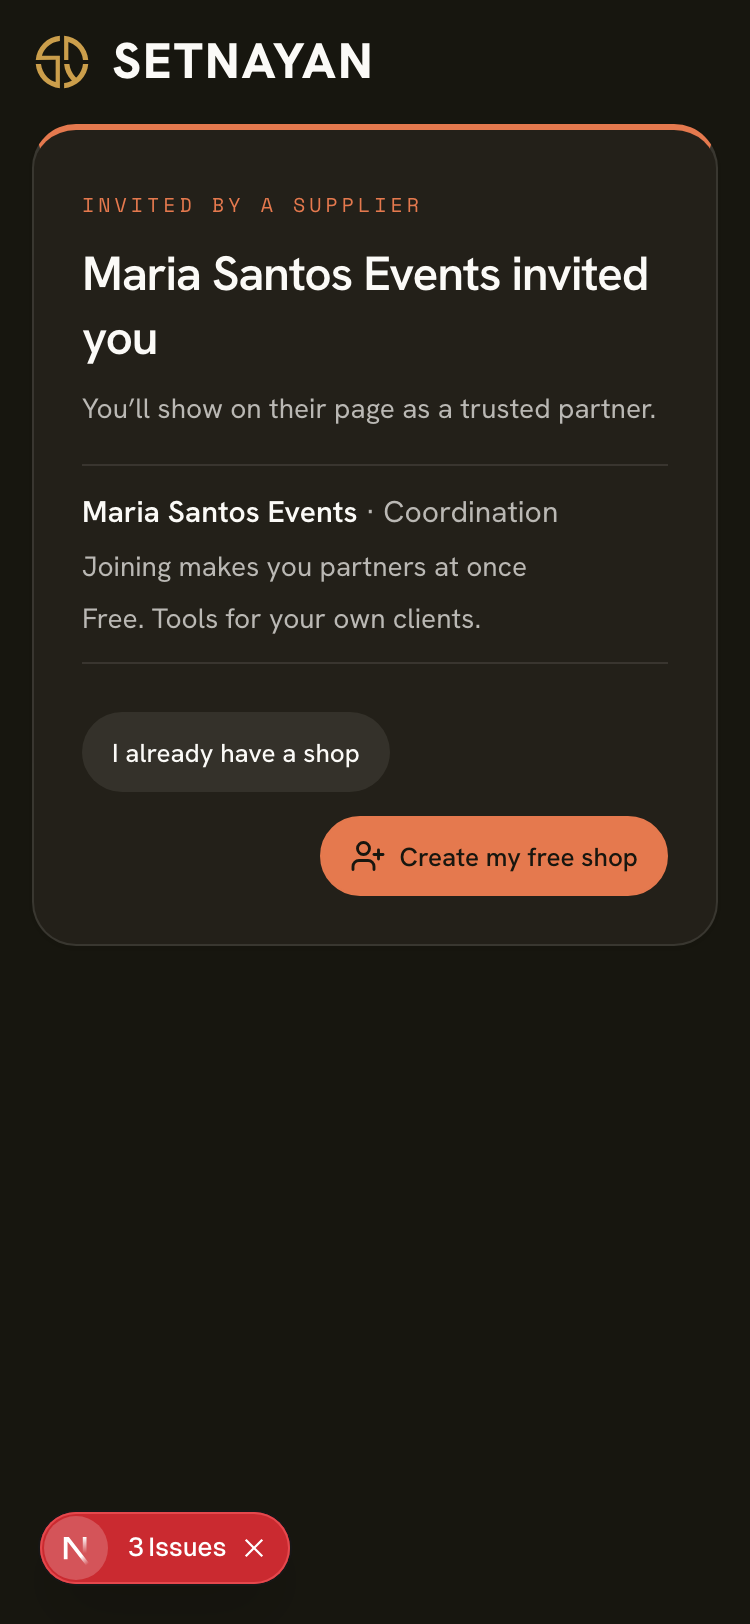 SETNAYAN
INVITED BY A SUPPLIER
Maria Santos Events invited
you
You’ll show on their page as a trusted partner.
Maria Santos Events · Coordination
Joining makes you partners at once
Free. Tools for your own clients.
I already have a shop
Create my free shop
N 3 Issues